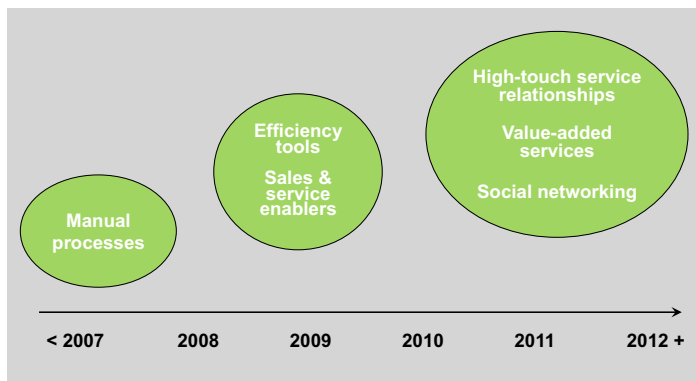 Manual
processes
Efficiency
tools
Sales &
service
enablers
High-touch service
relationships
Value-added
services
Social networking
< 2007 2008 2009 2010 2011 2012 +